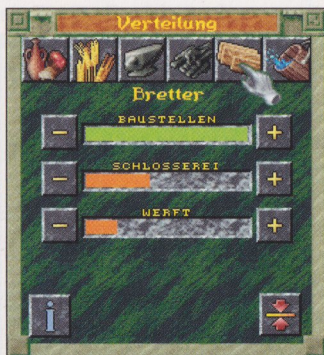 Verteilung
Bretter
BAUSTELLEN
SCHLOSSEREI
WERFT